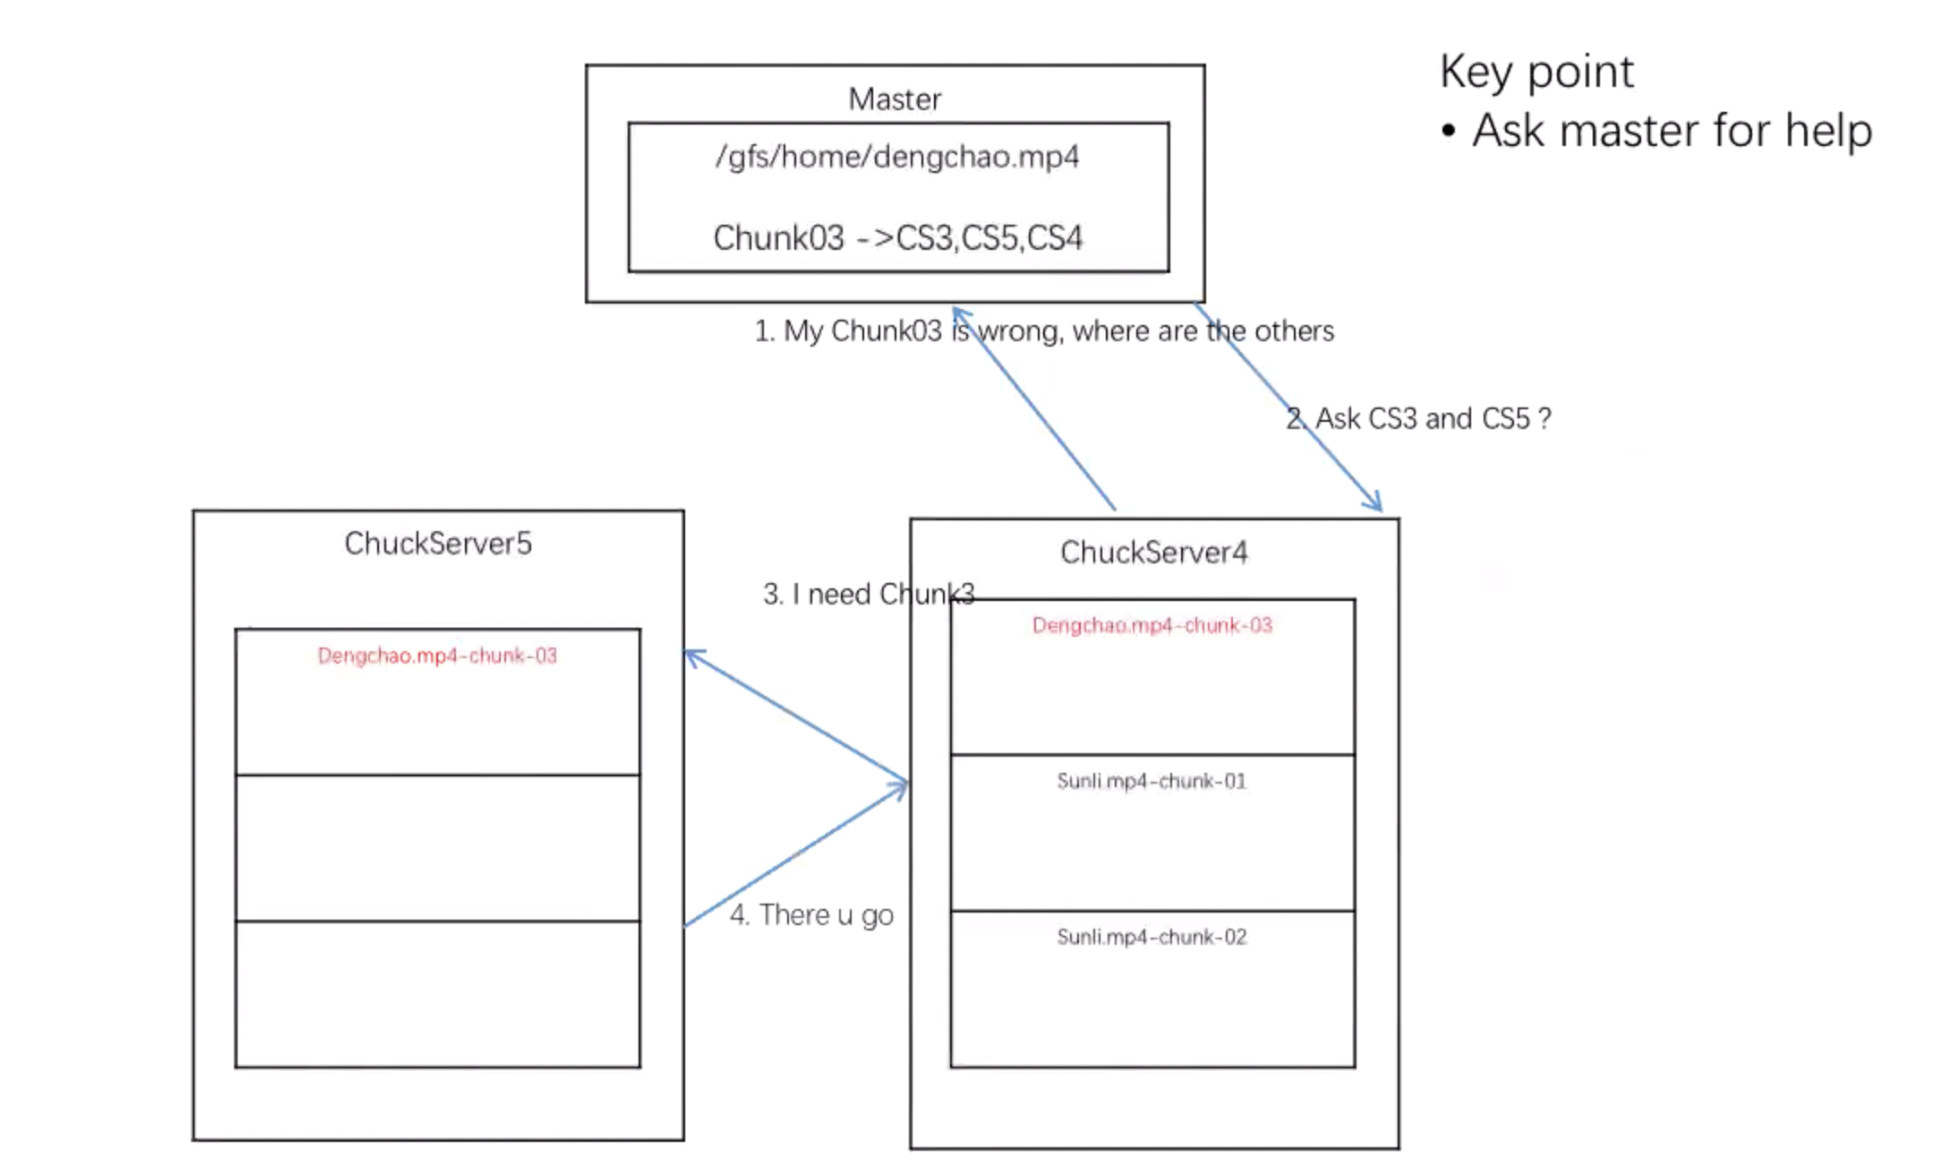 Key point
• Ask master for help
Master
/gfs/home/dengchao.mp4
Chunk03 ->CS3,CS5,CS4
1. My Chunk03 is wrong, where are the others
2. Ask CS3 and CS5 ?
ChuckServer5
Dengchao.mp4-chunk-03
3. I need Chunk3
4. There u go
ChuckServer4
Dengchao.mp4-chunk-03
Sunli.mp4-chunk-01
Sunli.mp4-chunk-02